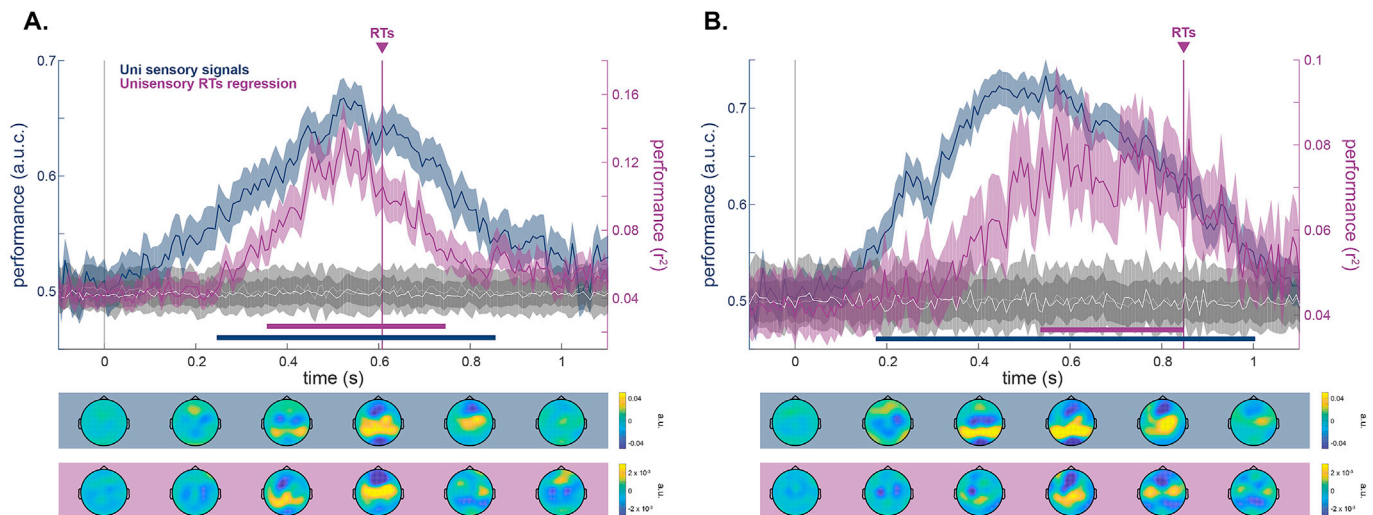 A.
RTs
Uni sensory signals
Unisensory RTs regression
0.7
0.6
0.5
performance (a.u.c.)
0.16
0.12
0.08
0.04
performance (r²)
0 0.2 0.4 0.6 0.8 1
time (s)
0.04
0
-0.04
a.u.
2 x 10⁻³
0
-2 x 10⁻³
a.u.
B.
RTs
0.7
0.6
0.5
performance (a.u.c.)
0.1
0.08
0.06
0.04
performance (r²)
0 0.2 0.4 0.6 0.8 1
time (s)
0.04
0
-0.04
a.u.
2 x 10⁻³
0
-2 x 10⁻³
a.u.